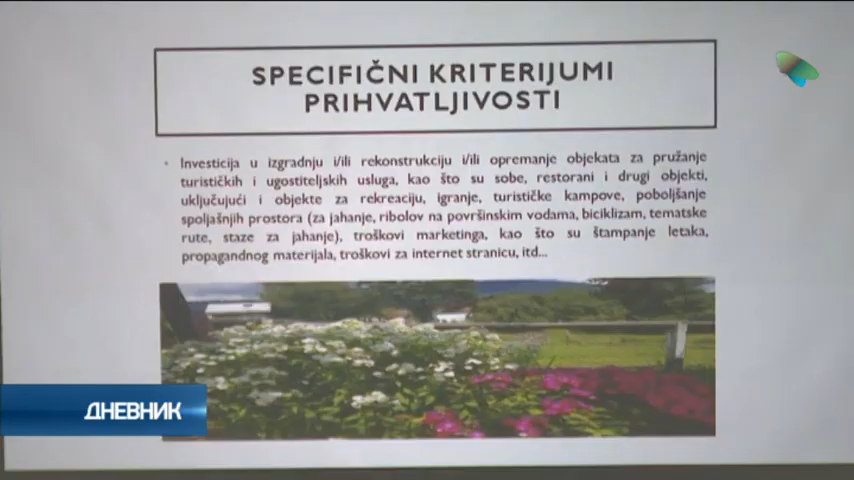 SPECIFIČNI KRITERIJUMI
PRIHVATLJIVOSTI
Investicija u izgradnju i/ili rekonstrukciju i/ili opremanje objekata za pružanje
turističkih i ugostiteljskih usluga, kao što su sobe, restorani i drugi objekti,
uključujući i objekte za rekreaciju, igranje, turističke kampove, poboljšanje
spoljašnjih prostora (za jahanje, ribolov na površinskim vodama, biciklizam, tematske
rute, staze za jahanje), troškovi marketinga, kao što su štampanje letaka,
propagandnog materijala, troškovi za internet stranicu, itd...
ДНЕВНИК